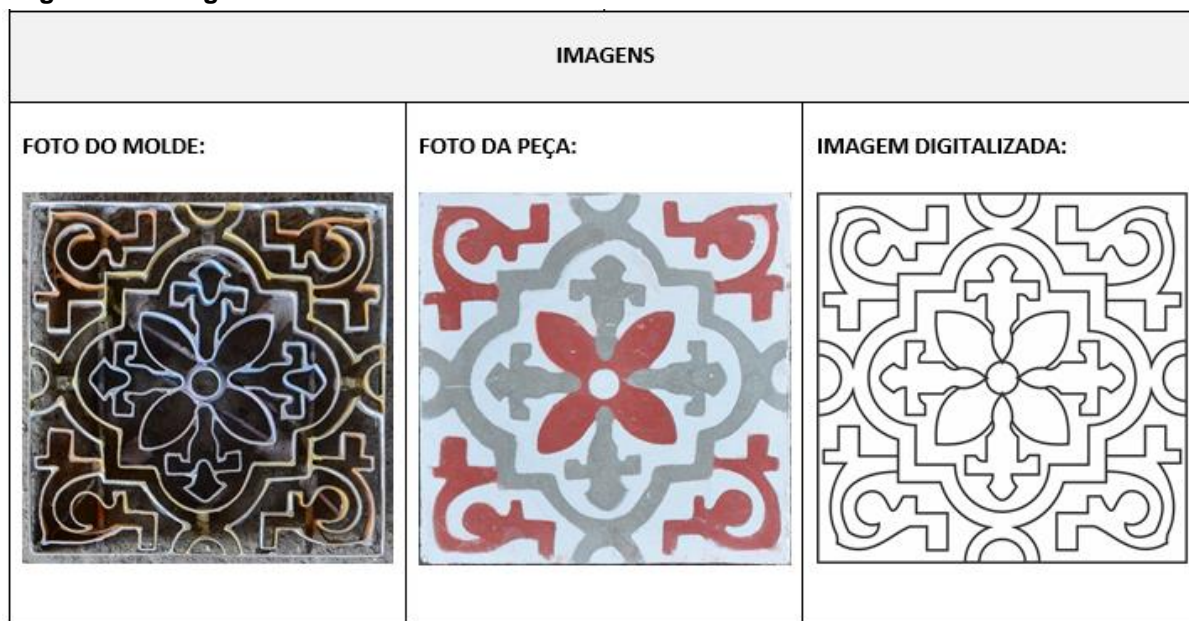 IMAGENS
FOTO DO MOLDE:
FOTO DA PEÇA:
IMAGEM DIGITALIZADA: